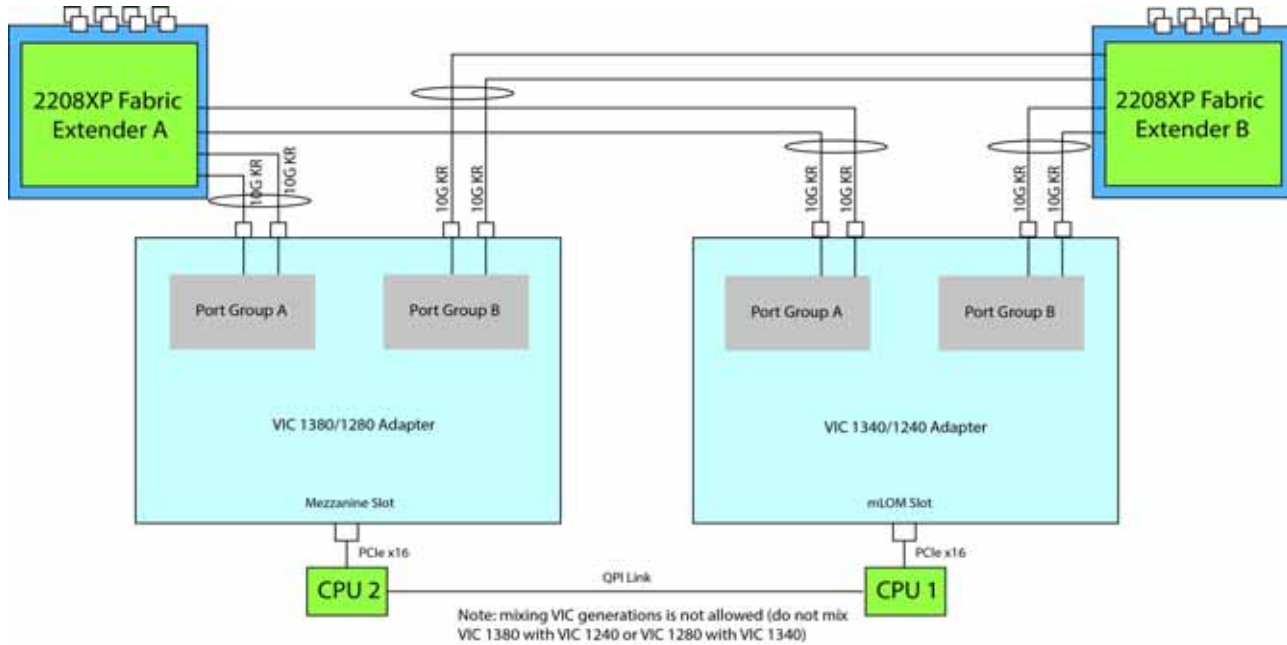 2208XP Fabric
Extender A
2208XP Fabric
Extender B
10G KR
10G KR
10G KR
10G KR
10G KR
10G KR
10G KR
10G KR
Port Group A
Port Group B
Port Group A
Port Group B
VIC 1380/1280 Adapter
VIC 1340/1240 Adapter
Mezzanine Slot
mLOM Slot
PCIe x16
PCIe x16
CPU 2
QPI Link
CPU 1
Note: mixing VIC generations is not allowed (do not mix
VIC 1380 with VIC 1240 or VIC 1280 with VIC 1340)